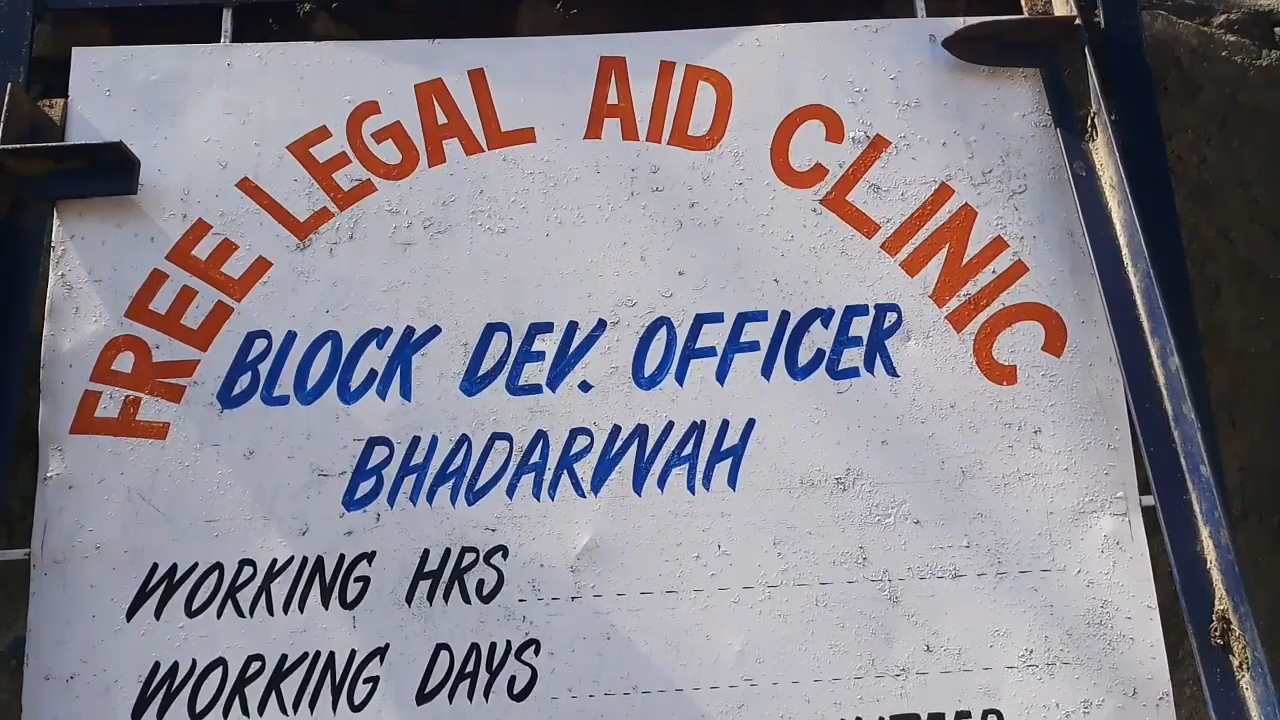 FREE LEGAL AID CLINIC
BLOCK DEV. OFFICER
BHADARWAH
WORKING HRS
WORKING DAYS